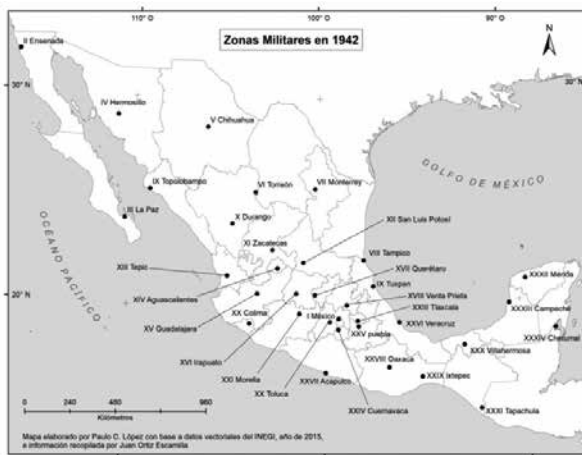 110° O
100° O
90° O
Zonas Militares en 1942
N
II Ensenada
30° N
30° N
IV Hermosillo
V Chihuahua
GOLFO DE MÉXICO
IX Topolobampo
VI Torreón
VII Monterrey
III La Paz
X Durango
XII San Luis Potosí
OCEANO PACÍFICO
XI Zacatecas
VIII Tampico
XXXII Mérida
XIII Tepic
XVII Querétaro
XIV Aguascalientes
IX Tuxpan
20° N
20° N
XVIII Venta Prieta
XXXIII Campeche
XV Guadalajara
XX Colima
I México
XXIII Tlaxcala
XXXIV Chetumal
XXV puebla
XXVI Veracruz
XVI Irapuato
XXX Villahermosa
XXI Morelia
XXVIII Oaxaca
XX Toluca
XXIX Ixtepec
XXVII Acapulco
XXIV Cuernavaca
XXXI Tapachula
0 240 480 960
Kilómetros
Mapa elaborado por Paulo C. López con base a datos vectoriales del INEGI, año de 2015,
e información recopilada por Juan Ortiz Escamilla